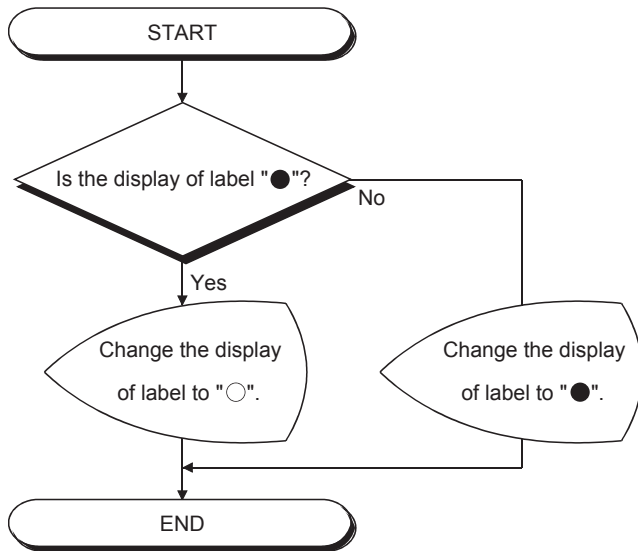 START
Is the display of label "●"?
No
Yes
Change the display
of label to "○".
Change the display
of label to "●".
END